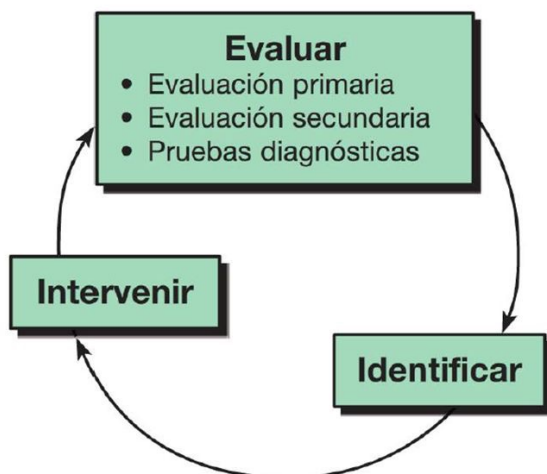 Evaluar
• Evaluación primaria
• Evaluación secundaria
• Pruebas diagnósticas
Intervenir
Identificar